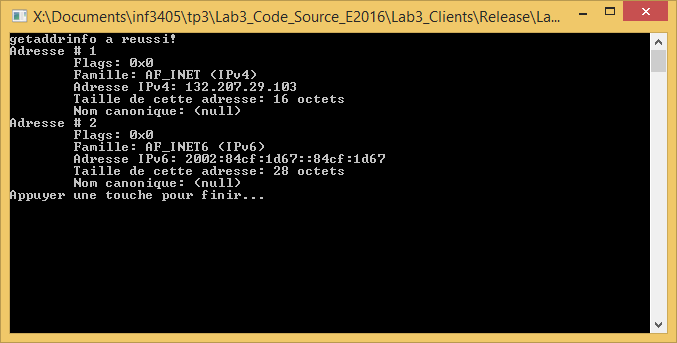 X:\Documents\inf3405\tp3\Lab3_Code_Source_E2016\Lab3_Clients\Release\La...
getaddrinfo a reussi!
Adresse # 1
Flags: 0x0
Famille: AF_INET (IPv4)
Adresse IPv4: 132.207.29.103
Taille de cette adresse: 16 octets
Nom canonique: (null)
Adresse # 2
Flags: 0x0
Famille: AF_INET6 (IPv6)
Adresse IPv6: 2002:84cf:1d67::84cf:1d67
Taille de cette adresse: 28 octets
Nom canonique: (null)
Appuyer une touche pour finir...